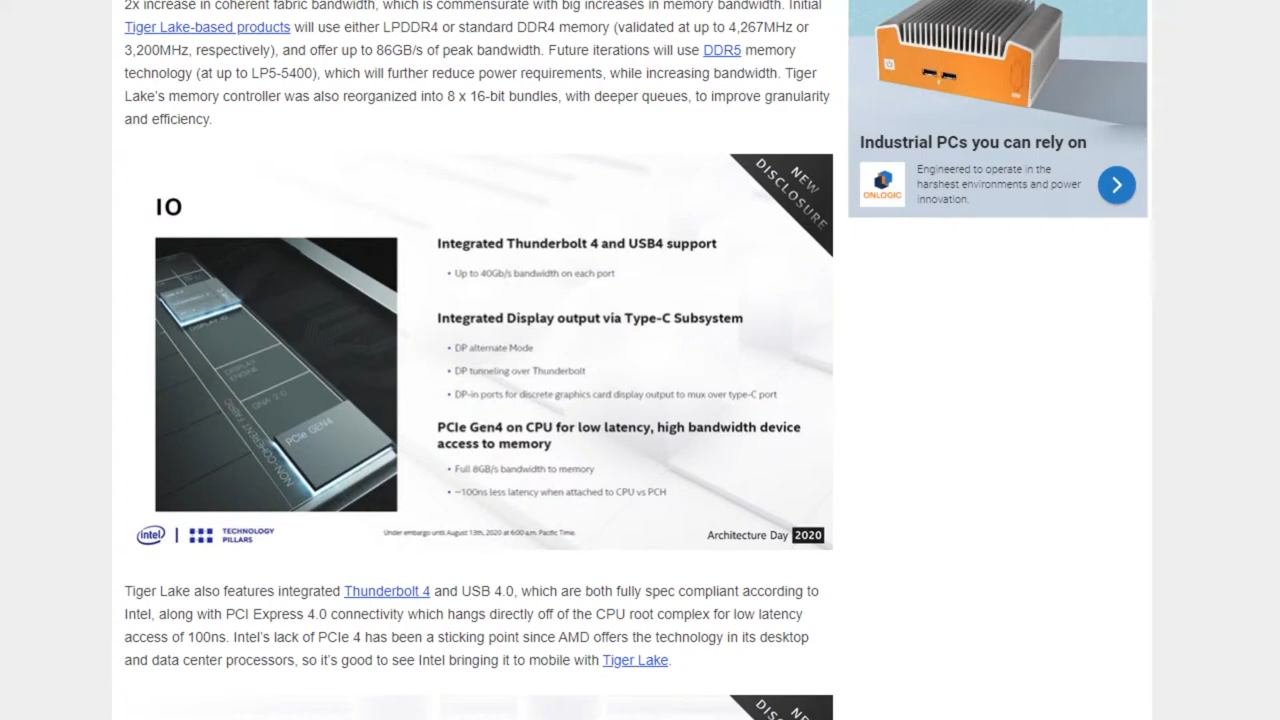 2x increase in coherent fabric bandwidth, which is commensurate with big increases in memory bandwidth. Initial
Tiger Lake-based products will use either LPDDR4 or standard DDR4 memory (validated at up to 4,267MHz or
3,200MHz, respectively), and offer up to 86GB/s of peak bandwidth. Future iterations will use DDR5 memory
technology (at up to LP5-5400), which will further reduce power requirements, while increasing bandwidth. Tiger
Lake’s memory controller was also reorganized into 8 x 16-bit bundles, with deeper queues, to improve granularity
and efficiency.
NEW
DISCLOSURE
IO
Integrated Thunderbolt 4 and USB4 support
• Up to 40Gb/s bandwidth on each port
Integrated Display output via Type-C Subsystem
• DP alternate Mode
• DP tunneling over Thunderbolt
• DP-in ports for discrete graphics card display output to mux over type-C port
PCIe Gen4 on CPU for low latency, high bandwidth device
access to memory
• Full 8GB/s bandwidth to memory
• ~100ns less latency when attached to CPU vs PCH
DISPLAY IO
DISPLAY
ENGINE
GNA 2.0
NON-COHERENT FABRIC
PCIe GEN4
intel
TECHNOLOGY
PILLARS
Under embargo until August 13th, 2020 at 6:00 a.m. Pacific Time.
Architecture Day 2020
Tiger Lake also features integrated Thunderbolt 4 and USB 4.0, which are both fully spec compliant according to
Intel, along with PCI Express 4.0 connectivity which hangs directly off of the CPU root complex for low latency
access of 100ns. Intel’s lack of PCIe 4 has been a sticking point since AMD offers the technology in its desktop
and data center processors, so it’s good to see Intel bringing it to mobile with Tiger Lake.
Industrial PCs you can rely on
ONLOGIC
Engineered to operate in the
harshest environments and power
innovation.